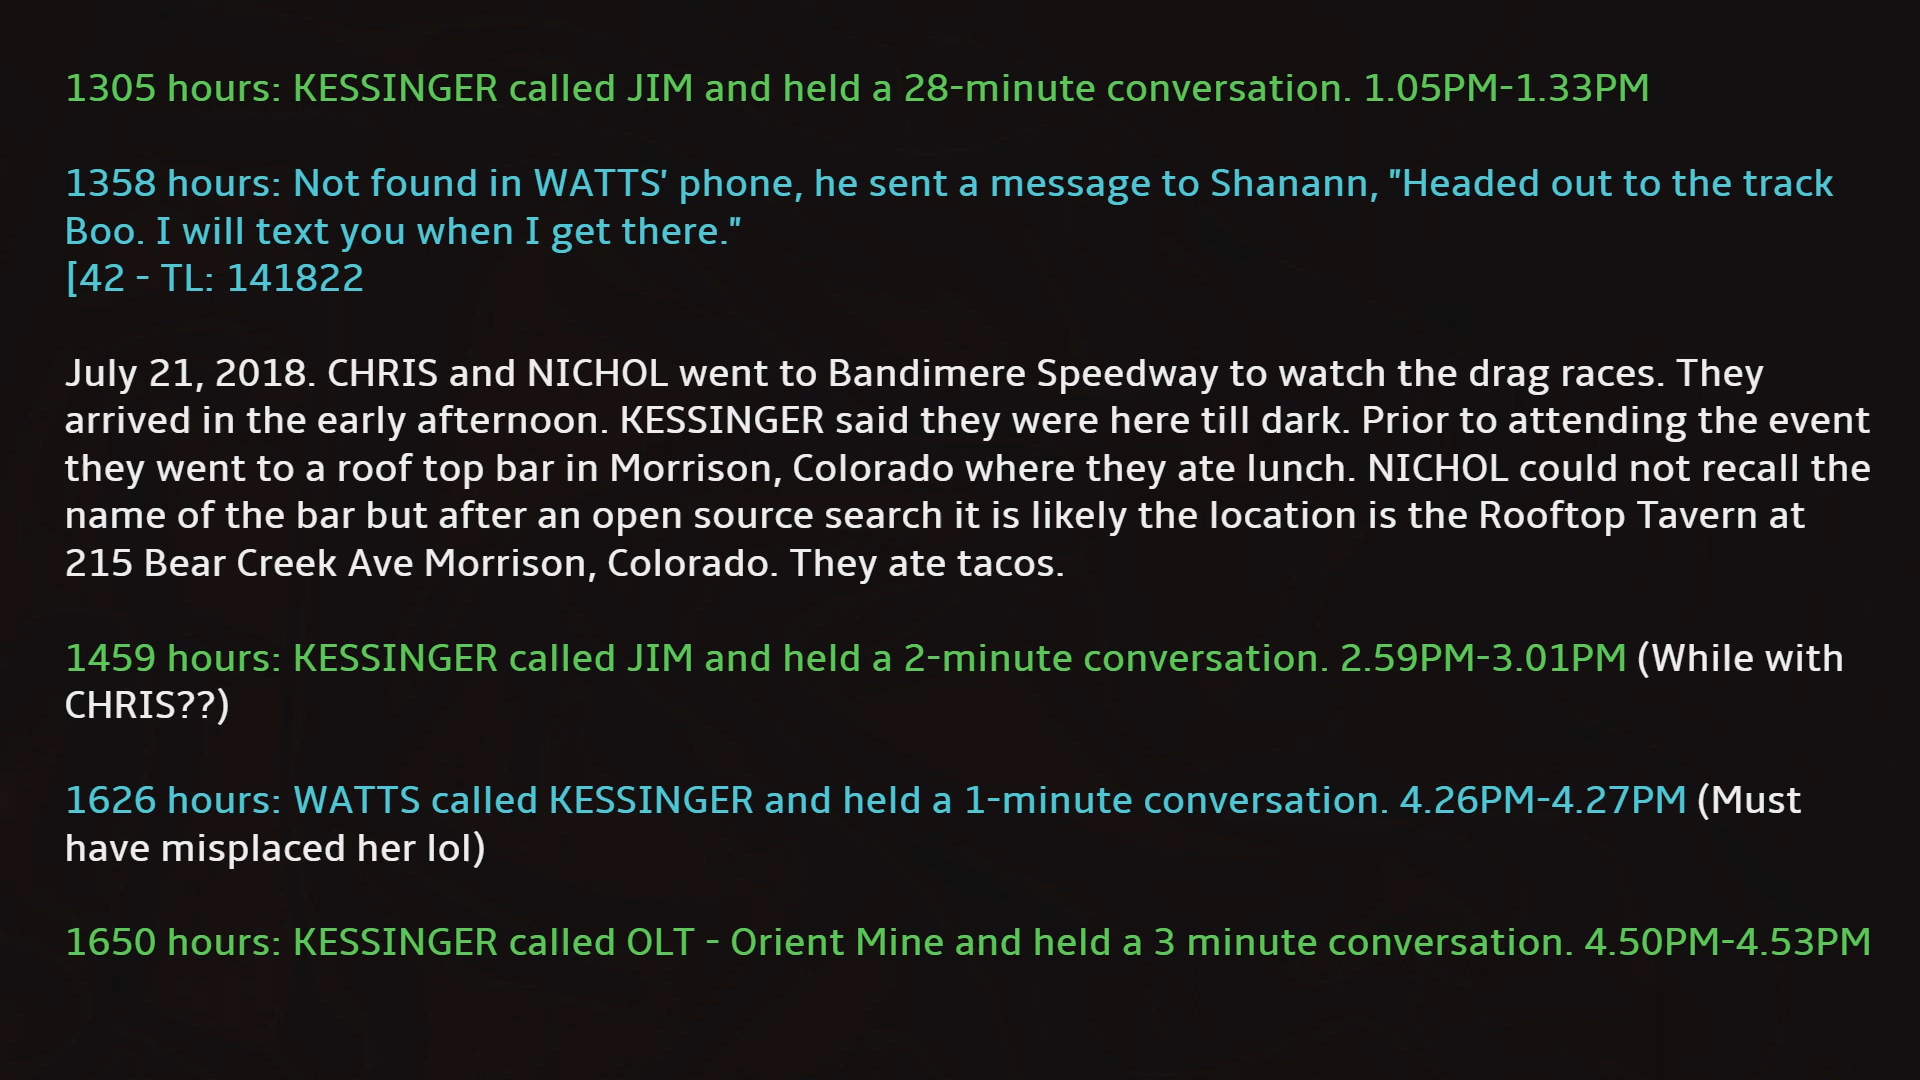 1305 hours: KESSINGER called JIM and held a 28-minute conversation. 1.05PM-1.33PM
1358 hours: Not found in WATTS' phone, he sent a message to Shanann, "Headed out to the track
Boo. I will text you when I get there."
[42 - TL: 141822
July 21, 2018. CHRIS and NICHOL went to Bandimere Speedway to watch the drag races. They
arrived in the early afternoon. KESSINGER said they were here till dark. Prior to attending the event
they went to a roof top bar in Morrison, Colorado where they ate lunch. NICHOL could not recall the
name of the bar but after an open source search it is likely the location is the Rooftop Tavern at
215 Bear Creek Ave Morrison, Colorado. They ate tacos.
1459 hours: KESSINGER called JIM and held a 2-minute conversation. 2.59PM-3.01PM (While with
CHRIS??)
1626 hours: WATTS called KESSINGER and held a 1-minute conversation. 4.26PM-4.27PM (Must
have misplaced her lol)
1650 hours: KESSINGER called OLT - Orient Mine and held a 3 minute conversation. 4.50PM-4.53PM